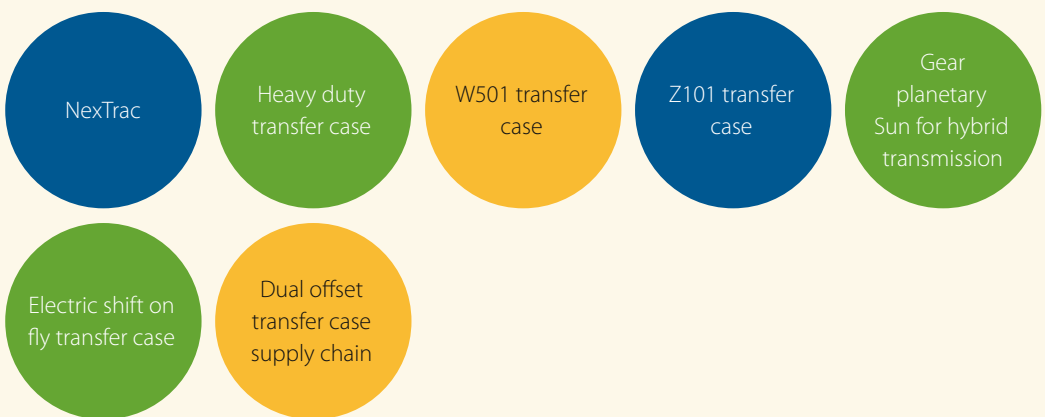 NexTrac
Heavy duty
transfer case
W501 transfer
case
Z101 transfer
case
Gear
planetary
Sun for hybrid
transmission
Electric shift on
fly transfer case
Dual offset
transfer case
supply chain